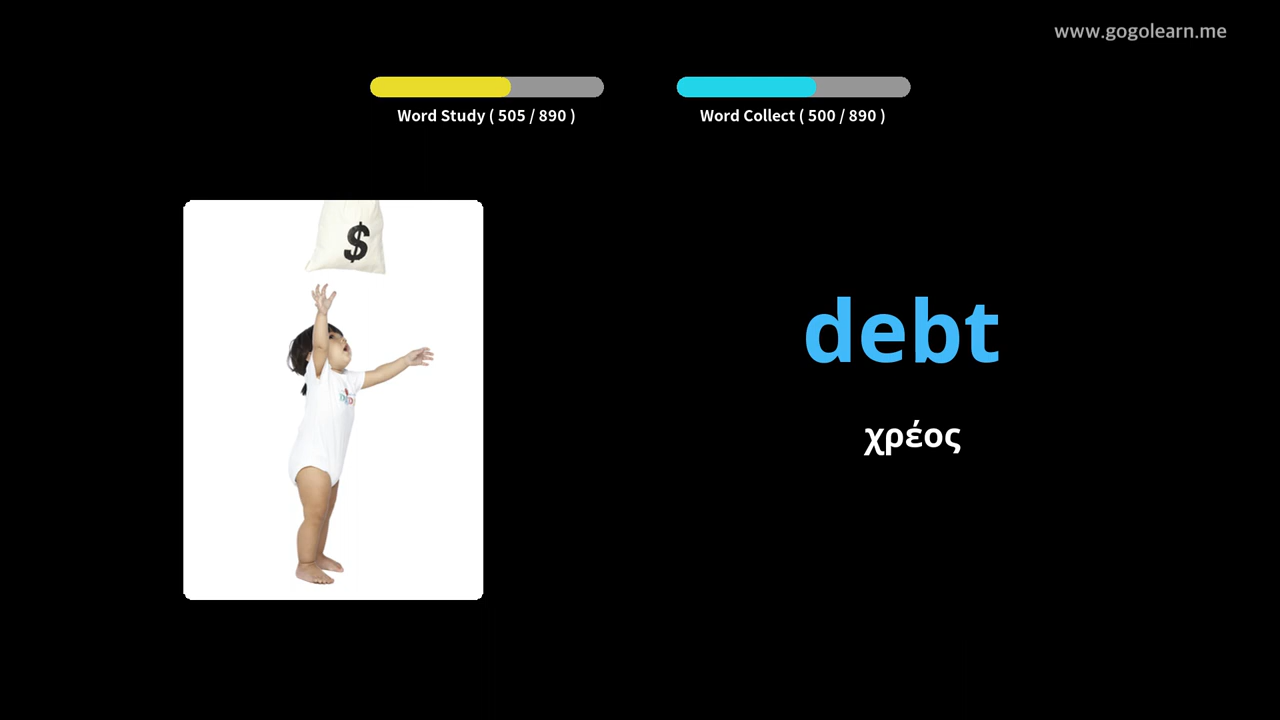 www.gogolearn.me
Word Study ( 505 / 890 )
Word Collect ( 500 / 890 )
$
debt
χρέος